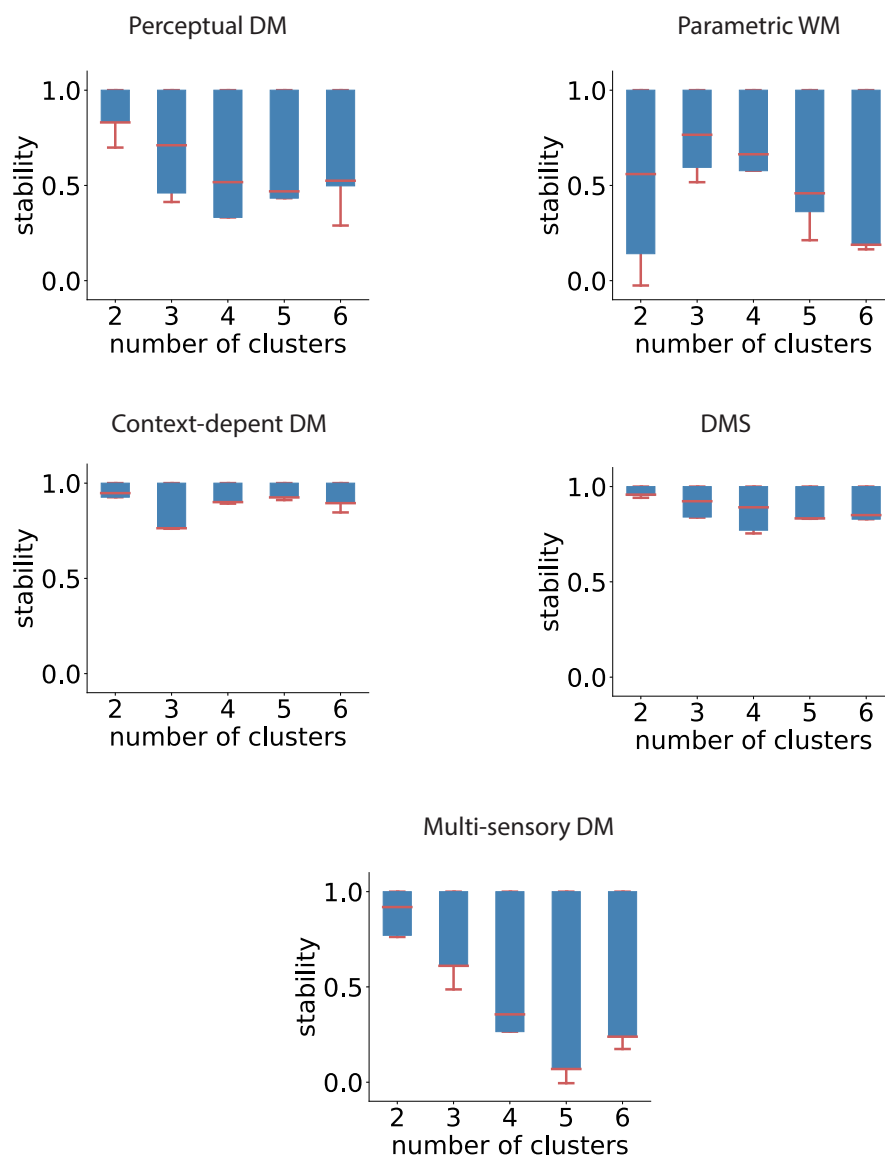 Perceptual DM
Parametric WM
1.0
0.5
0.0
stability
2 3 4 5 6
number of clusters
1.0
0.5
0.0
stability
2 3 4 5 6
number of clusters
Context-depent DM
DMS
1.0
0.5
0.0
stability
2 3 4 5 6
number of clusters
1.0
0.5
0.0
stability
2 3 4 5 6
number of clusters
Multi-sensory DM
1.0
0.5
0.0
stability
2 3 4 5 6
number of clusters